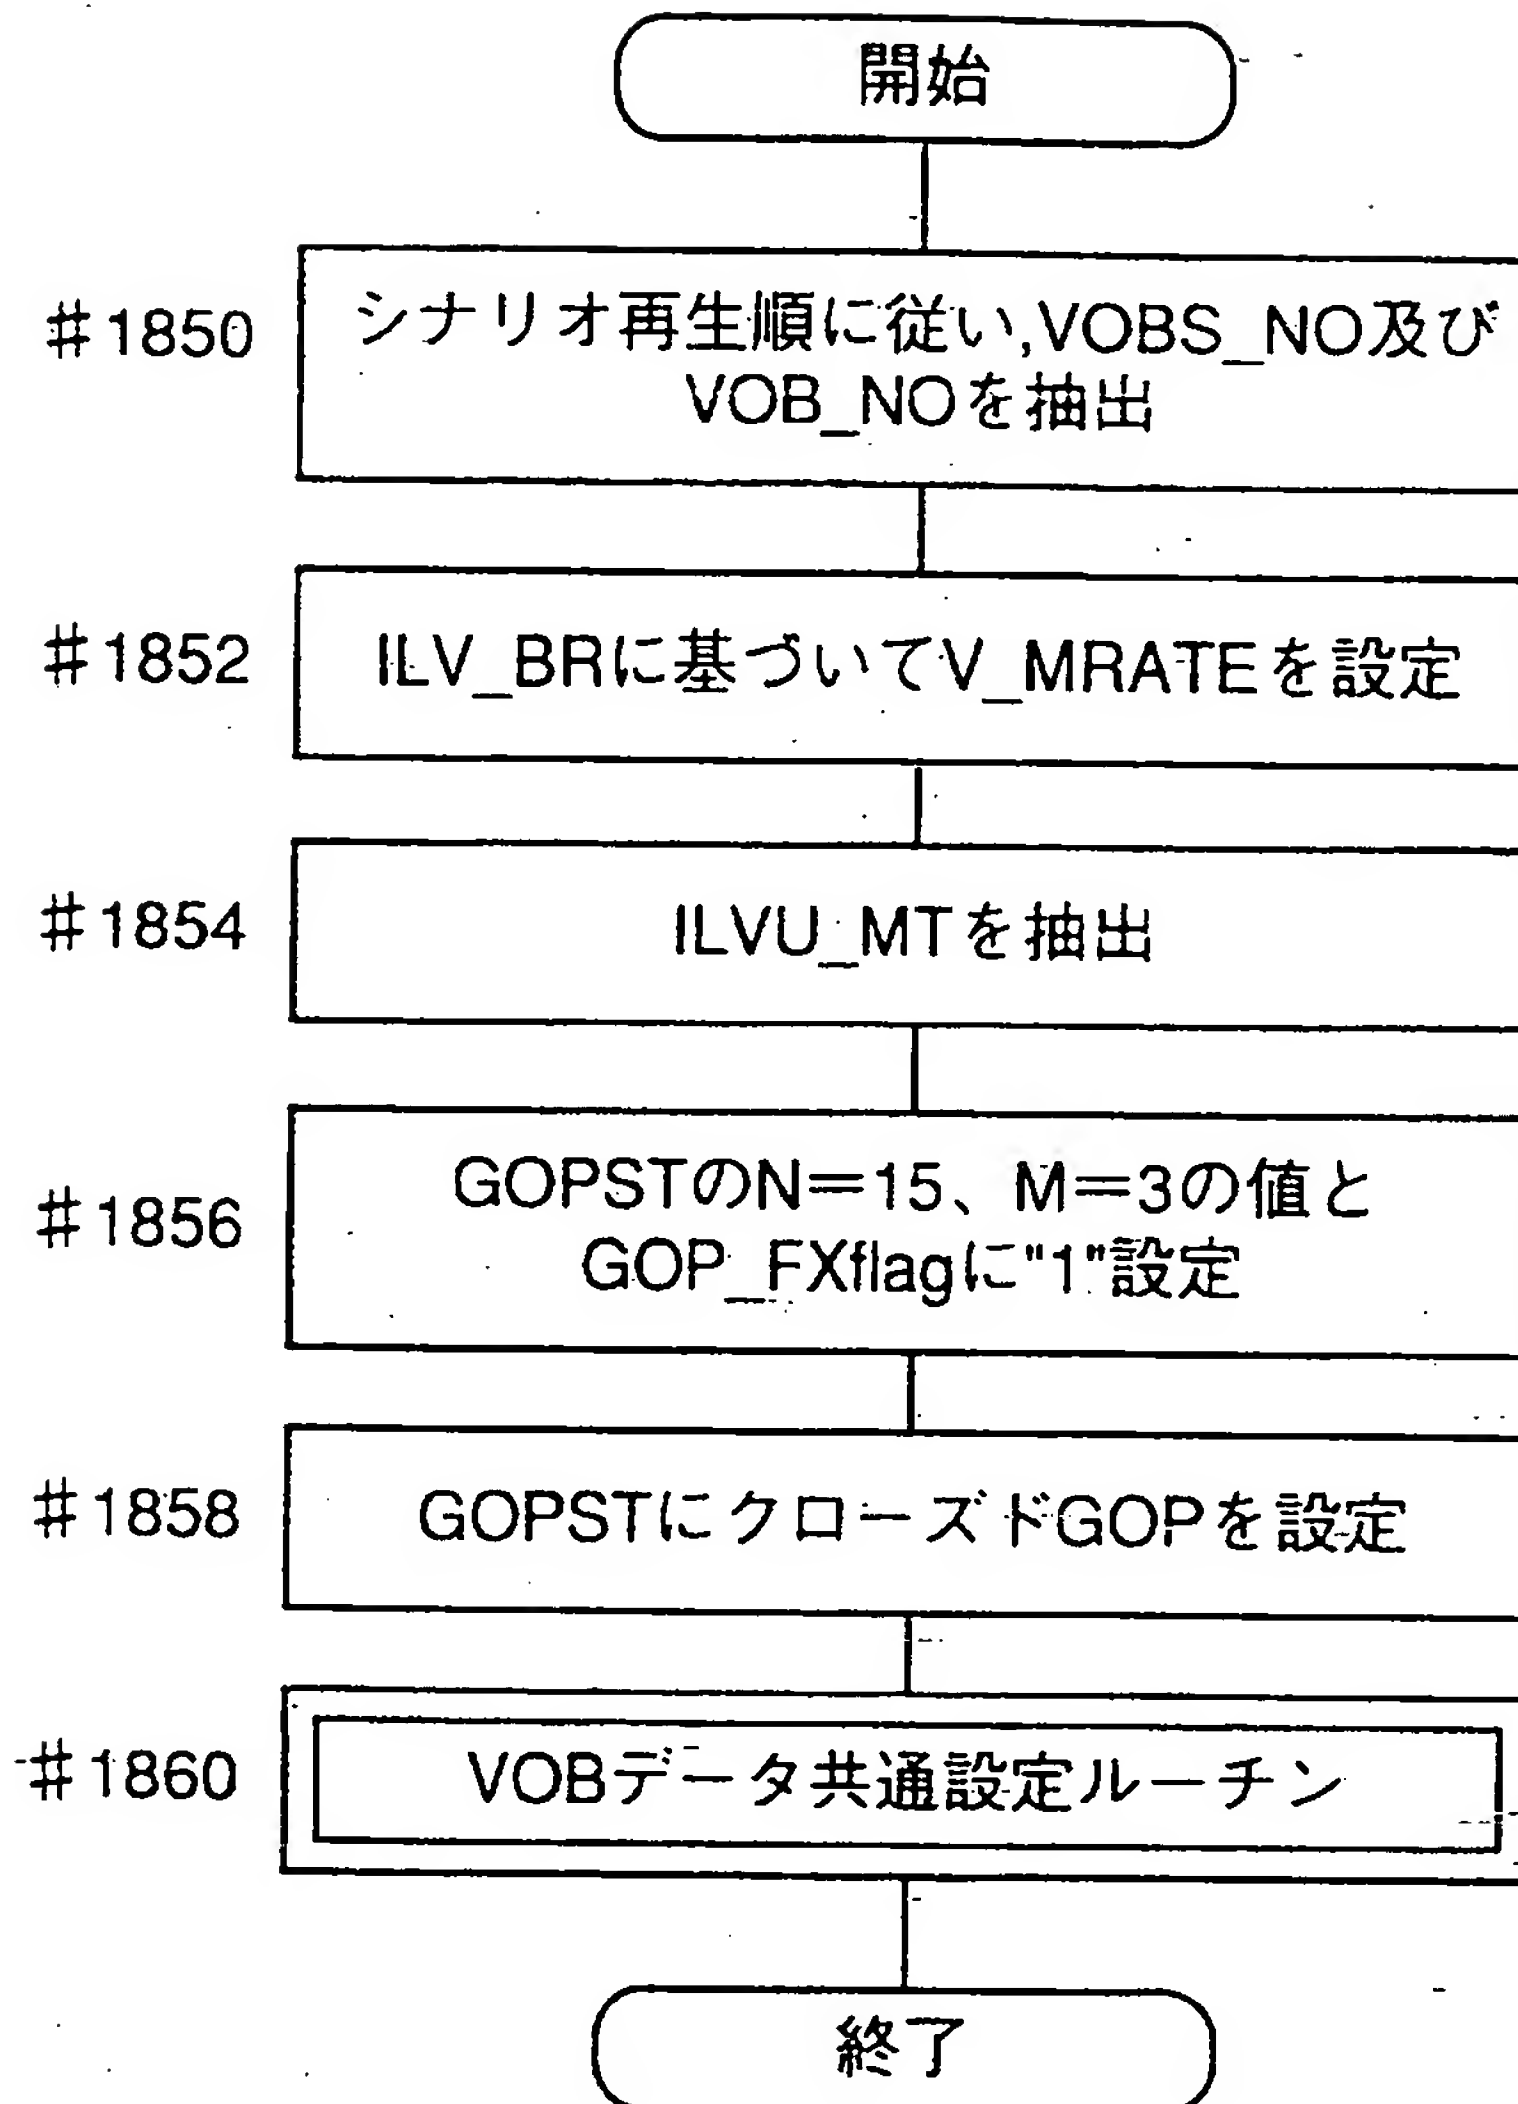 開始
#1850
シナリオ再生順に従い,VOBS_NO及び
VOB_NOを抽出
#1852
ILV_BRに基づいてV_MRATEを設定
#1854
ILVU_MTを抽出
#1856
GOPSTのN=15、M=3の値と
GOP_FXflagに"1"設定
#1858
GOPSTにクローズドGOPを設定
#1860
VOBデータ共通設定ルーチン
終了